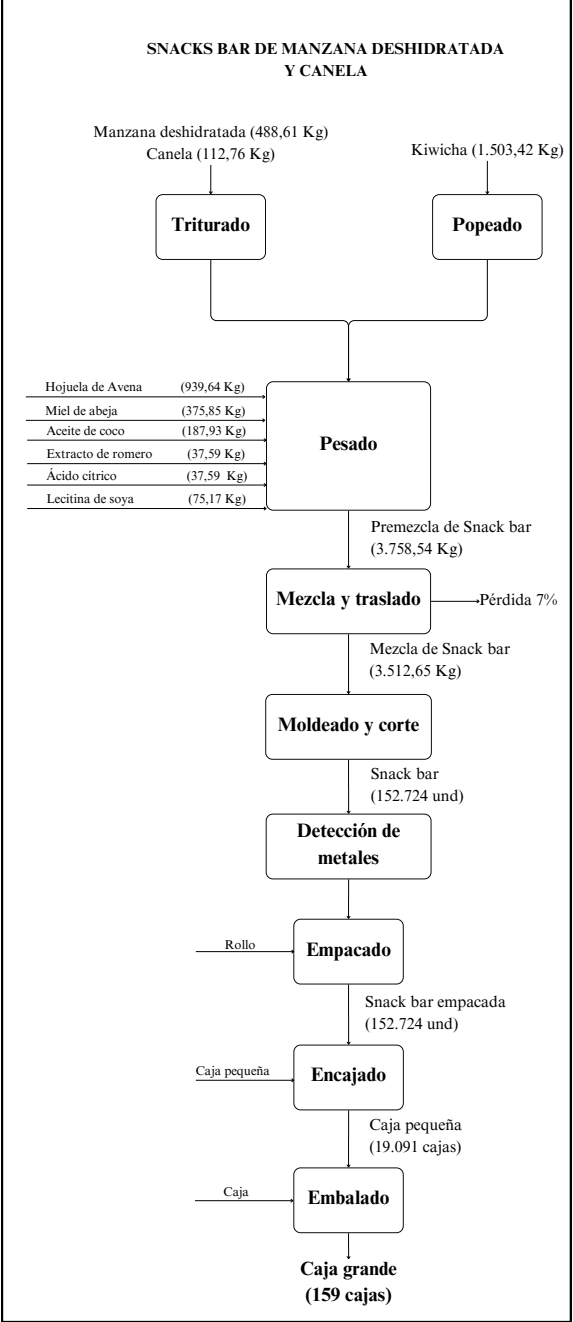 SNACKS BAR DE MANZANA DESHIDRATADA
Y CANELA
Manzana deshidratada (488,61 Kg)
Canela (112,76 Kg)
Kiwicha (1.503,42 Kg)
Triturado
Popeado
Hojuela de Avena (939,64 Kg)
Miel de abeja (375,85 Kg)
Aceite de coco (187,93 Kg)
Extracto de romero (37,59 Kg)
Ácido cítrico (37,59 Kg)
Lecitina de soya (75,17 Kg)
Pesado
Premezcla de Snack bar
(3.758,54 Kg)
Mezcla y traslado
Pérdida 7%
Mezcla de Snack bar
(3.512,65 Kg)
Moldeado y corte
Snack bar
(152.724 und)
Detección de
metales
Rollo
Empacado
Snack bar empacada
(152.724 und)
Caja pequeña
Encajado
Caja pequeña
(19.091 cajas)
Caja
Embalado
Caja grande
(159 cajas)